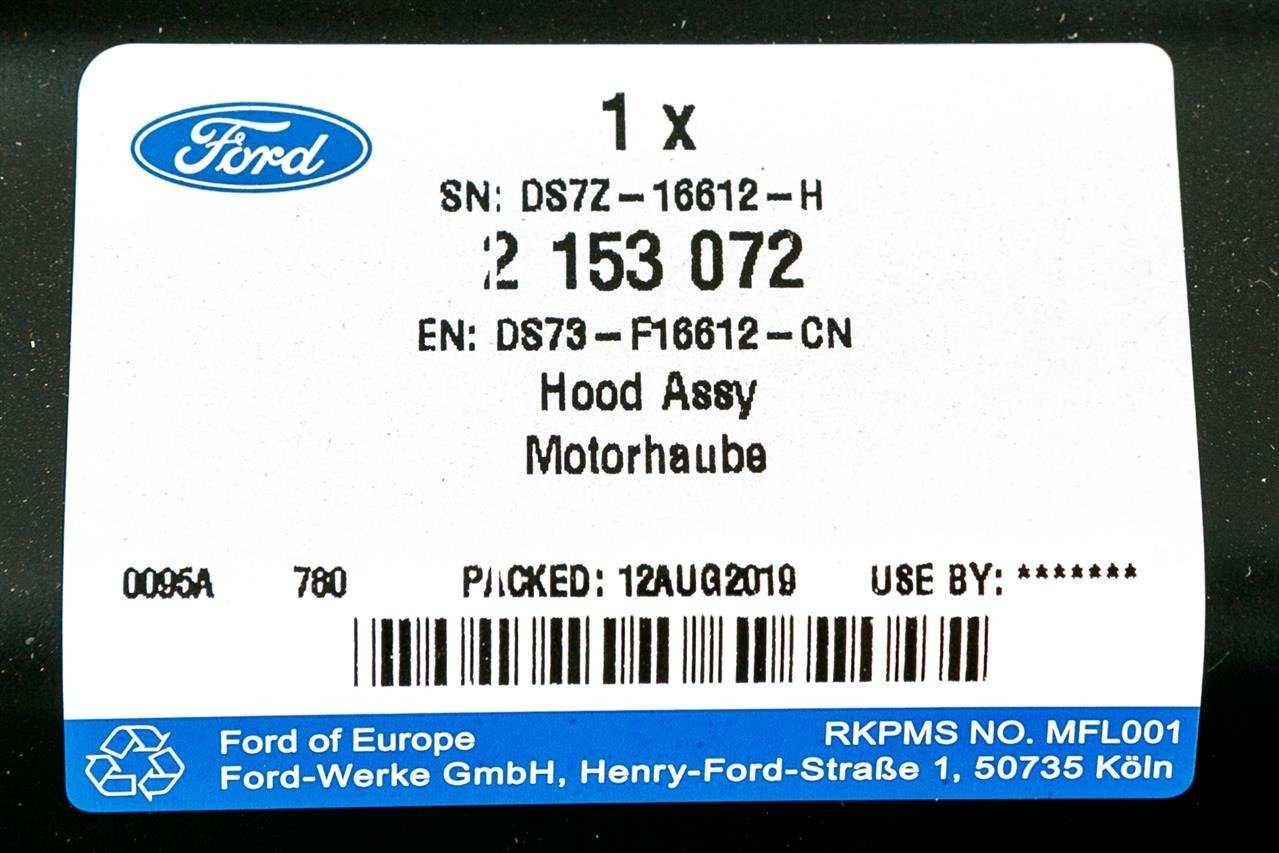 Ford
1 x
SN: DS7Z-16612-H
2 153 072
EN: DS73-F16612-CN
Hood Assy
Motorhaube
0095A 780 PACKED: 12AUG2019 USE BY: *******
Ford of Europe RKPMS NO. MFL001
Ford-Werke GmbH, Henry-Ford-Straße 1, 50735 Köln